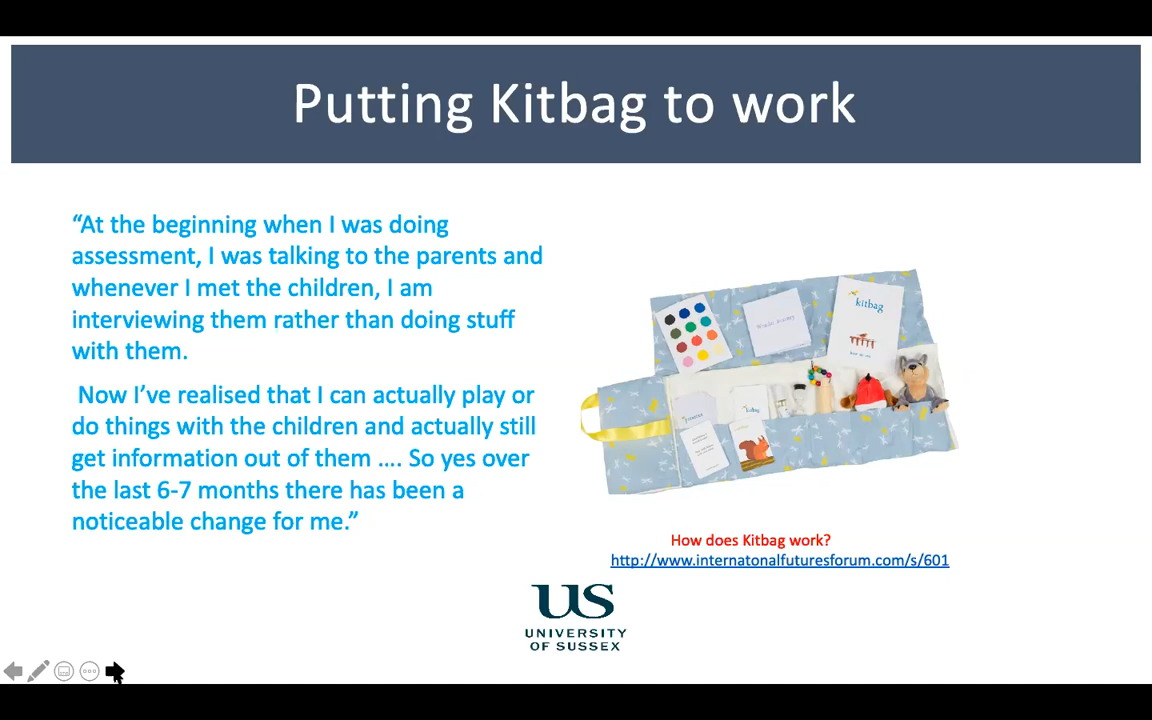 Putting Kitbag to work
“At the beginning when I was doing
assessment, I was talking to the parents and
whenever I met the children, I am
interviewing them rather than doing stuff
with them.
Now I’ve realised that I can actually play or
do things with the children and actually still
get information out of them …. So yes over
the last 6-7 months there has been a
noticeable change for me.”
kitbag
How does Kitbag work?
http://www.internatonalfuturesforum.com/s/601
US
UNIVERSITY
OF SUSSEX